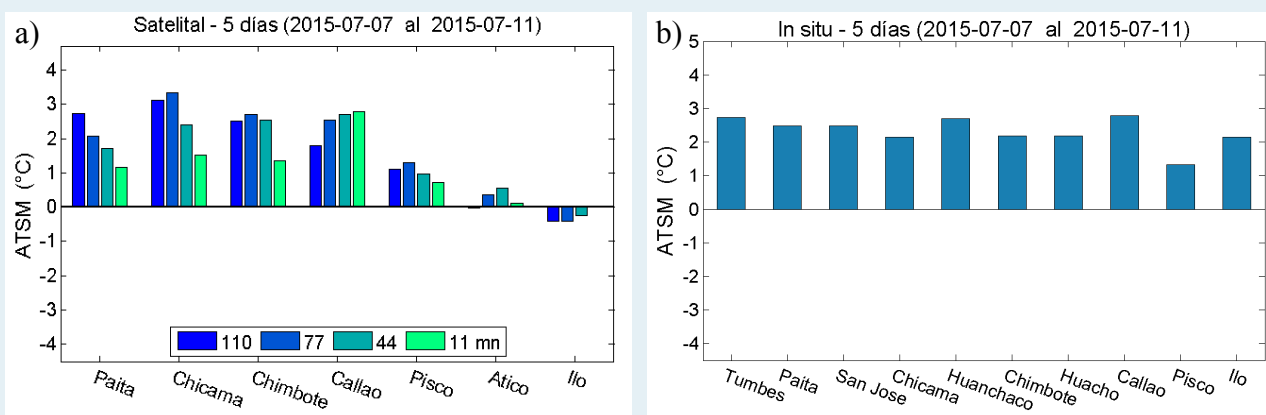 a)
Satelital - 5 días (2015-07-07 al 2015-07-11)
ATSM (°C)
4
3
2
1
0
-1
-2
-3
-4
110 77 44 11 mn
Paita Chicama Chimbote Callao Pisco Atico Ilo
b)
In situ - 5 días (2015-07-07 al 2015-07-11)
ATSM (°C)
5
4
3
2
1
0
-1
-2
-3
-4
Tumbes Paita San Jose Chicama Huanchaco Chimbote Huacho Callao Pisco Ilo